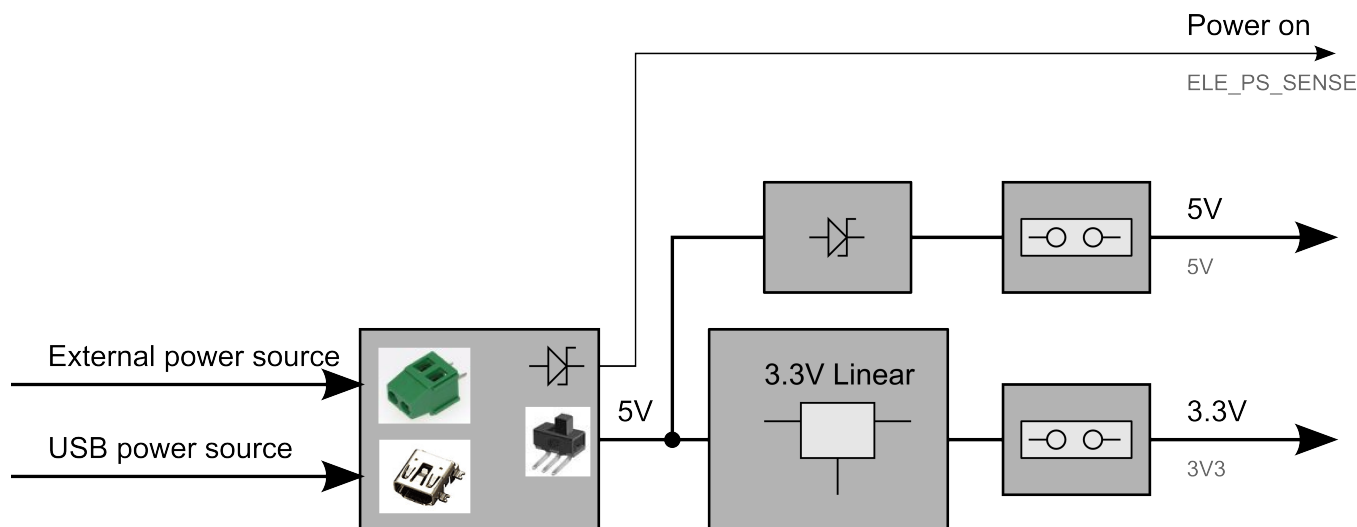 Power on
ELE_PS_SENSE
5V
5V
External power source
3.3V Linear
5V
3.3V
USB power source
3V3